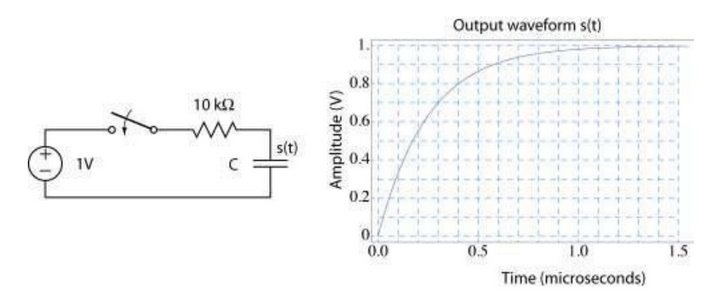 10 kΩ
s(t)
+
−
1V
C
Output waveform s(t)
Amplitude (V)
1.
0.8
0.6
0.4
0.2
0
0.0 0.5 1.0 1.5
Time (microseconds)